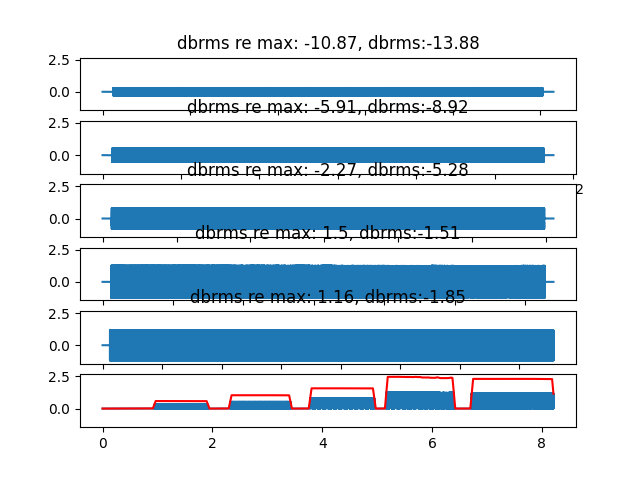 dbrms re max: -10.87, dbrms:-13.88
2.5
0.0
dbrms re max: -5.91, dbrms:-8.92
2.5
0.0
2
dbrms re max: -2.27, dbrms:-5.28
2.5
0.0
dbrms re max: 1.5, dbrms:-1.51
2.5
0.0
dbrms re max: 1.16, dbrms:-1.85
2.5
0.0
2.5
0.0
0 2 4 6 8